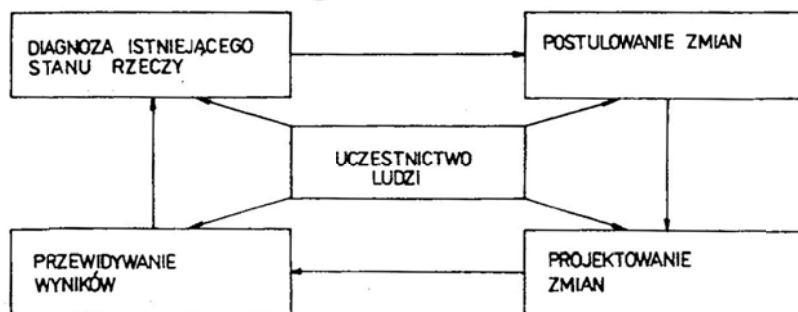 DIAGNOZA ISTNIEJĄCEGO
STANU RZECZY
POSTULOWANIE ZMIAN
UCZESTNICTWO
LUDZI
PRZEWIDYWANIE
WYNIKÓW
PROJEKTOWANIE
ZMIAN